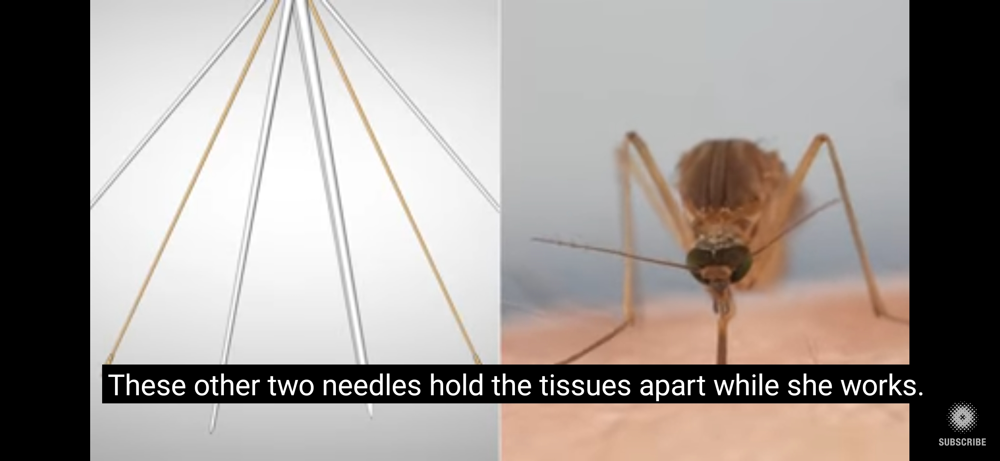 These other two needles hold the tissues apart while she works.
SUBSCRIBE